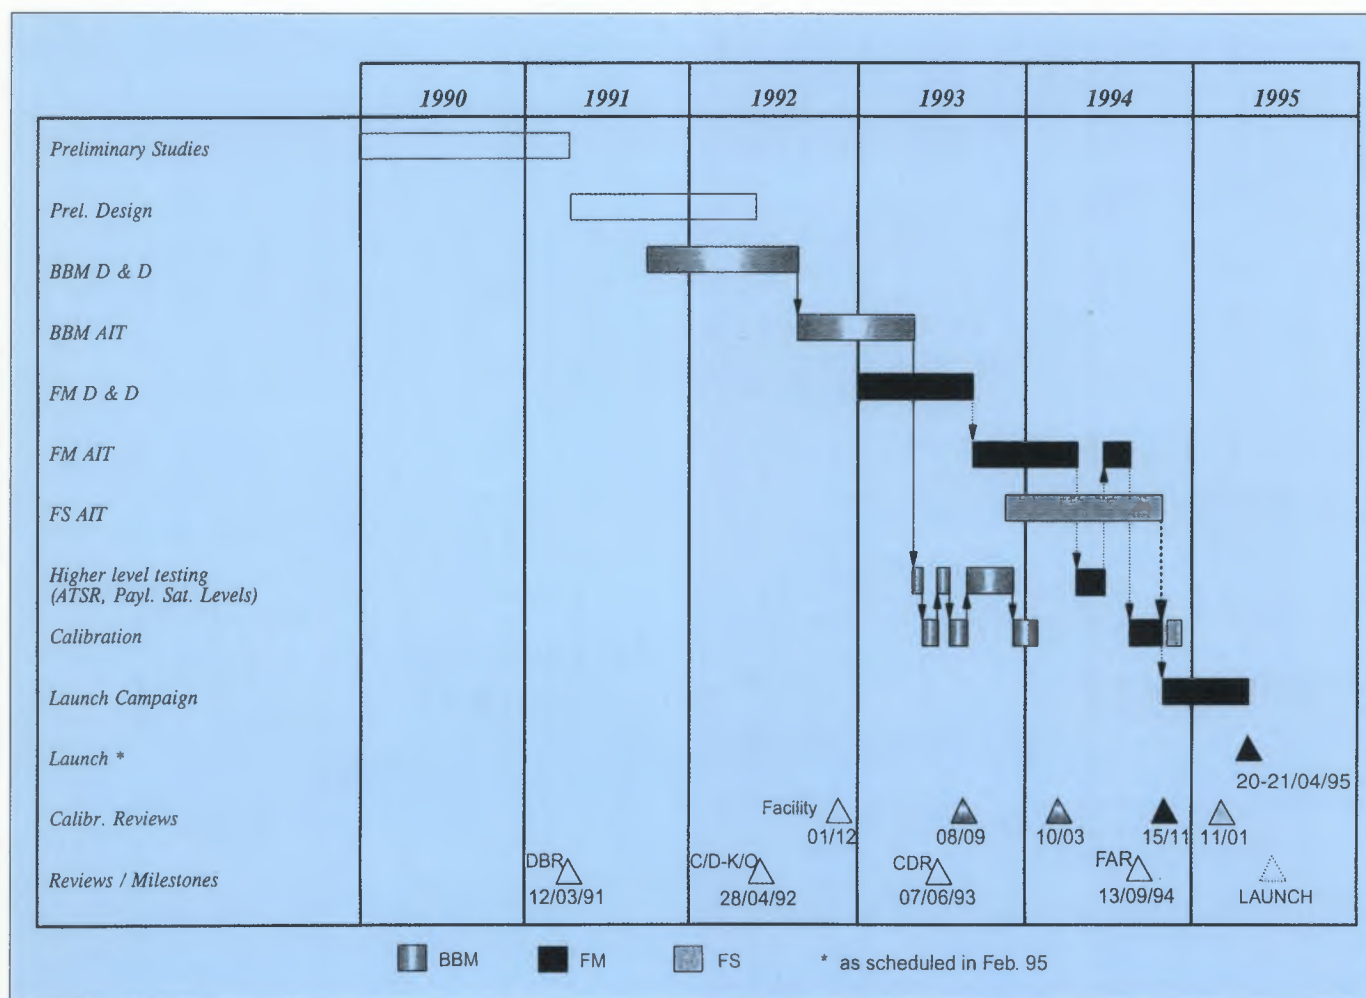 1990 1991 1992 1993 1994 1995
Preliminary Studies
Prel. Design
BBM D & D
BBM AIT
FM D & D
FM AIT
FS AIT
Higher level testing
(ATSR, Payl. Sat. Levels)
Calibration
Launch Campaign
Launch *
20-21/04/95
Calibr. Reviews
Facility
01/12 08/09 10/03 15/11 11/01
Reviews / Milestones
DBR C/D-K/O CDR FAR
12/03/91 28/04/92 07/06/93 13/09/94 LAUNCH
BBM FM FS * as scheduled in Feb. 95